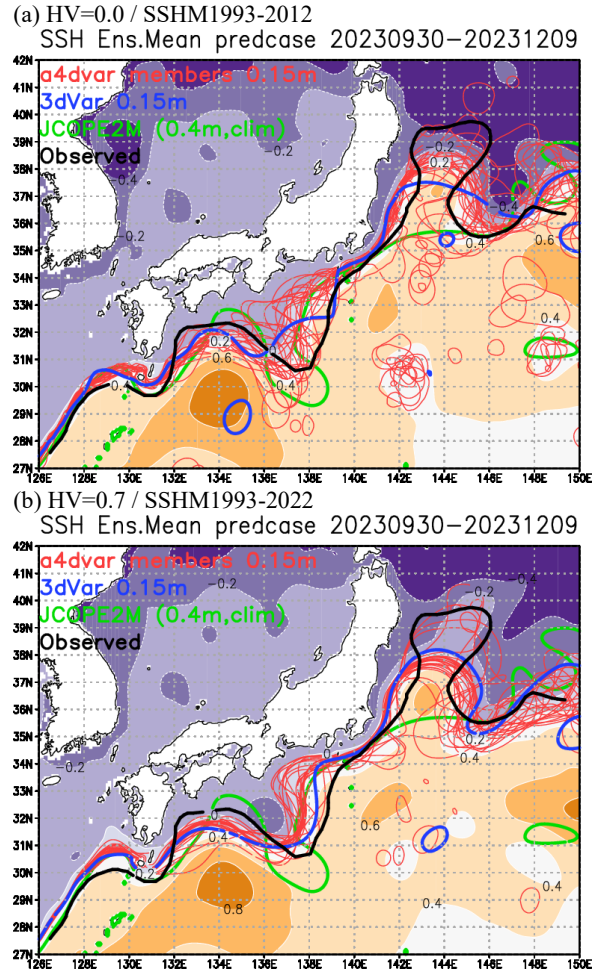 (a) HV=0.0 / SSHM1993-2012
SSH Ens.Mean predcase 20230930-20231209
42N
a4dvar members 0.15m
41N
3dVar 0.15m
40N
JCOPE2M (0.4m,clim)
39N
Observed
-0.2
0.2
38N
-0.4
-0.4
37N
36N
-0.2
0.4
0.6
35N
34N
33N
0.2
0
0.4
32N
0.6
31N
0.4
0.4
30N
29N
28N
27N
126E 128E 130E 132E 134E 136E 138E 140E 142E 144E 146E 148E 150E
(b) HV=0.7 / SSHM1993-2022
SSH Ens.Mean predcase 20230930-20231209
42N
a4dvar members 0.15m
-0.2
-0.4
41N
3dVar 0.15m
-0.2
40N
JCOPE2M (0.4m,clim)
39N
Observed
38N
37N
36N
0.2
35N
-0.2
0.4
34N
33N
32N
0
0.4
0.6
31N
30N
0.2
0.4
29N
28N
0.8
0.4
27N
126E 128E 130E 132E 134E 136E 138E 140E 142E 144E 146E 148E 150E